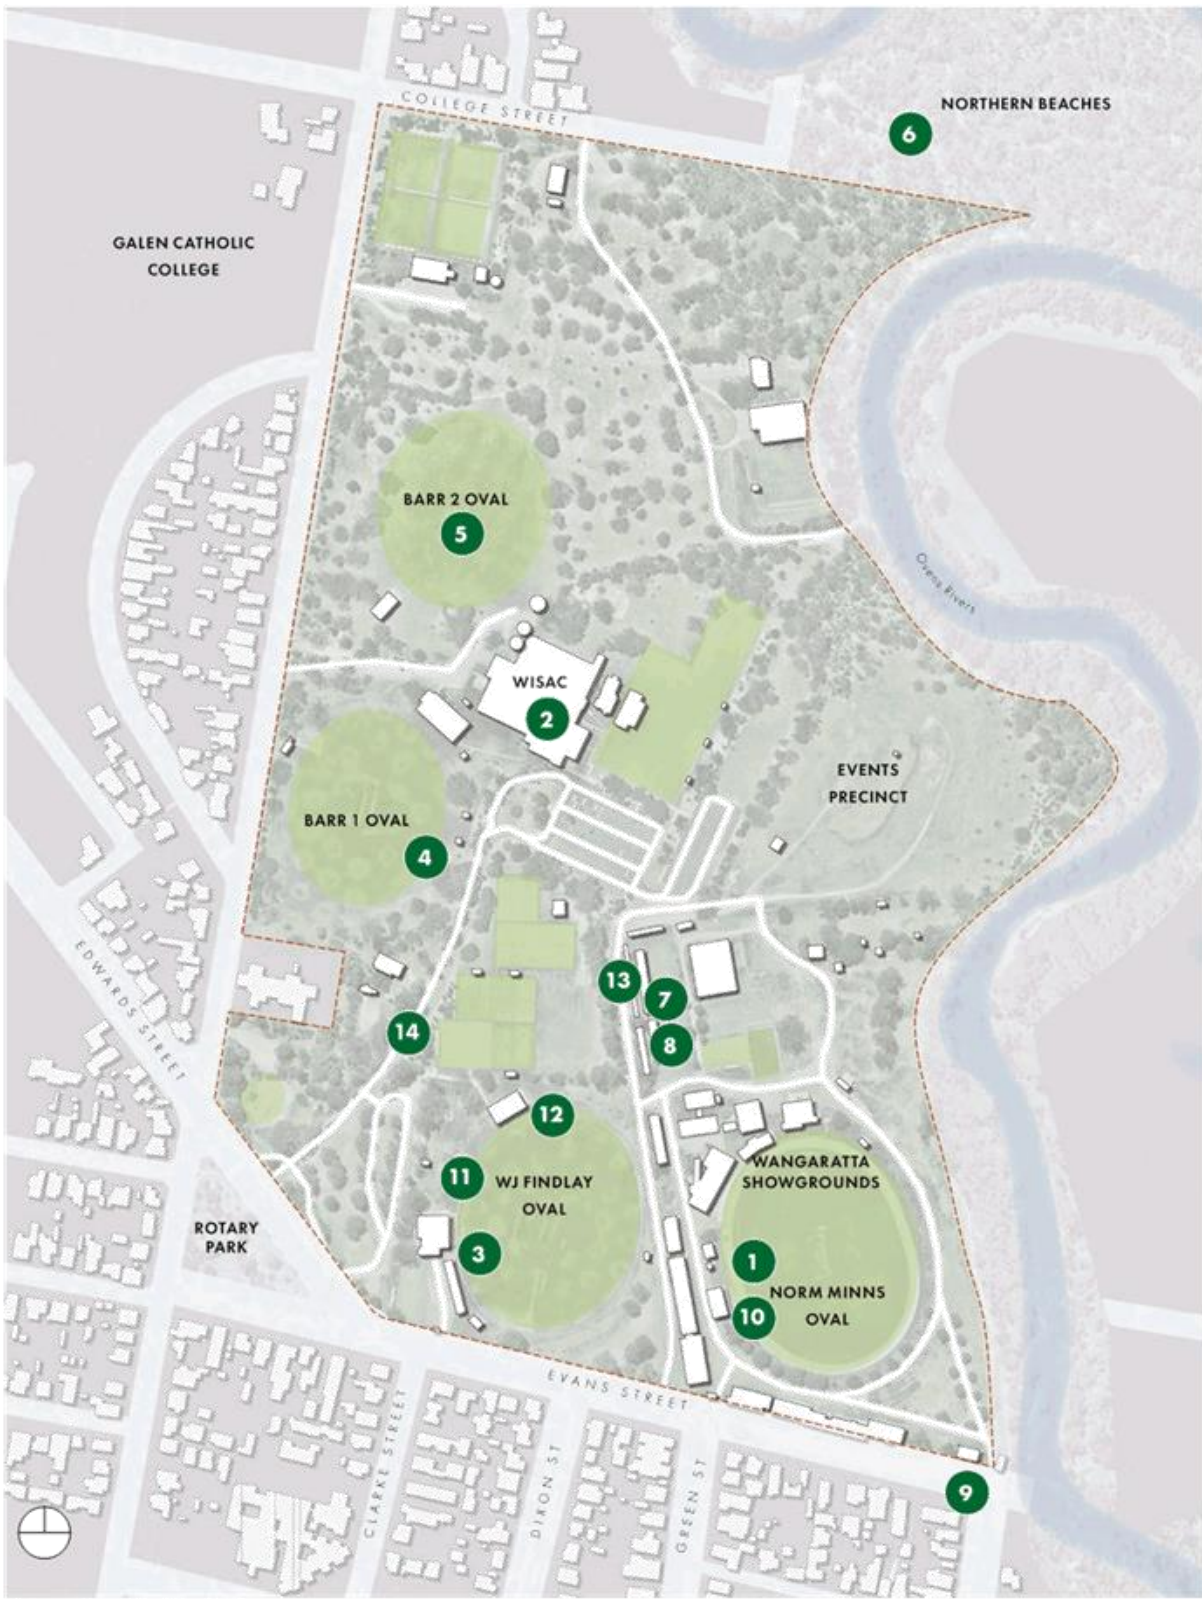 COLLEGE STREET
NORTHERN BEACHES
6
GALEN CATHOLIC
COLLEGE
BARR 2 OVAL
5
Ovens Rivers
WISAC
2
EVENTS
PRECINCT
BARR 1 OVAL
4
EDWARDS STREET
13
7
14
8
12
WANGARATTA
SHOWGROUNDS
11
WJ FINDLAY
OVAL
ROTARY
PARK
3
1
NORM MINNS
OVAL
10
EVANS STREET
CLARKE STREET
DIXON ST
GREEN ST
9